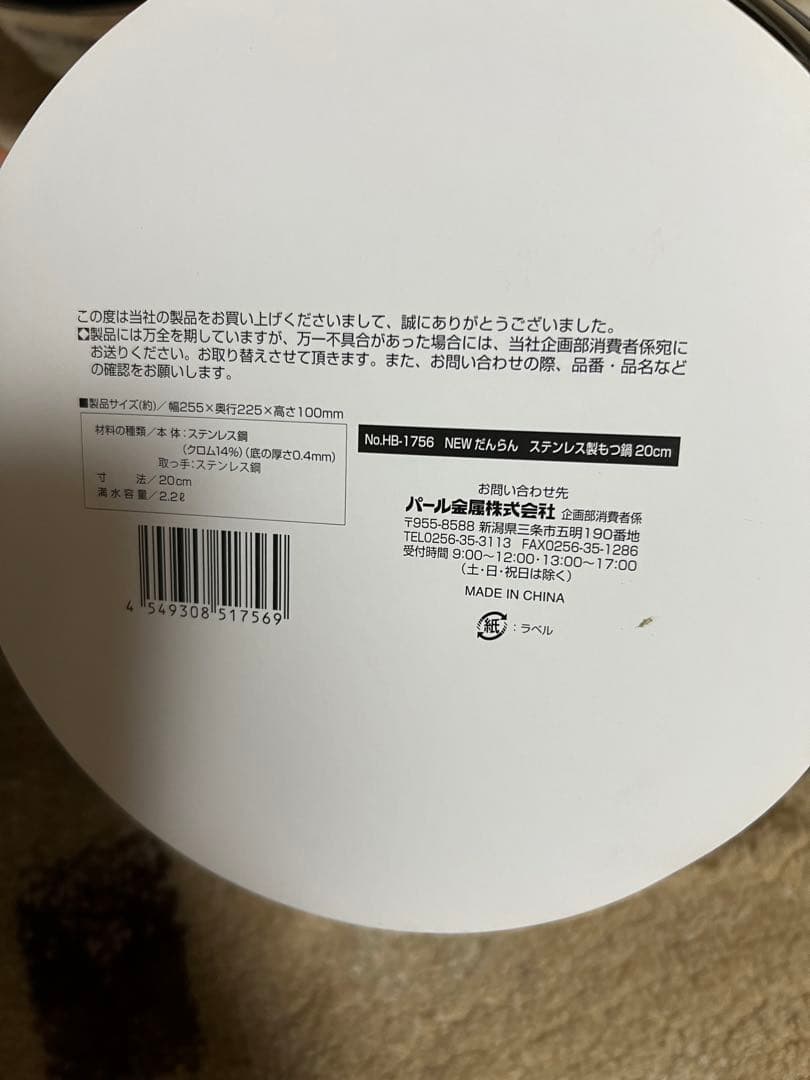 この度は当社の製品をお買い上げくださいまして、誠にありがとうございました。
✥製品には万全を期していますが、万一不具合があった場合には、当社企画部消費者係宛に
お送りください。お取り替えさせて頂きます。また、お問い合わせの際、品番・品名など
の確認をお願いします。
■製品サイズ(約)/幅255×奥行225×高さ100mm
材料の種類/本体:ステンレス鋼
(クロム14%)(底の厚さ0.4mm)
取っ手:ステンレス鋼
寸 法/20cm
満水容量/2.2ℓ
4 549308 517569
No.HB-1756 NEWだんらん ステンレス製もつ鍋20cm
お問い合わせ先
パール金属株式会社 企画部消費者係
〒955-8588 新潟県三条市五明190番地
TEL0256-35-3113 FAX0256-35-1286
受付時間 9:00〜12:00・13:00〜17:00
(土・日・祝日は除く)
MADE IN CHINA
紙:ラベル